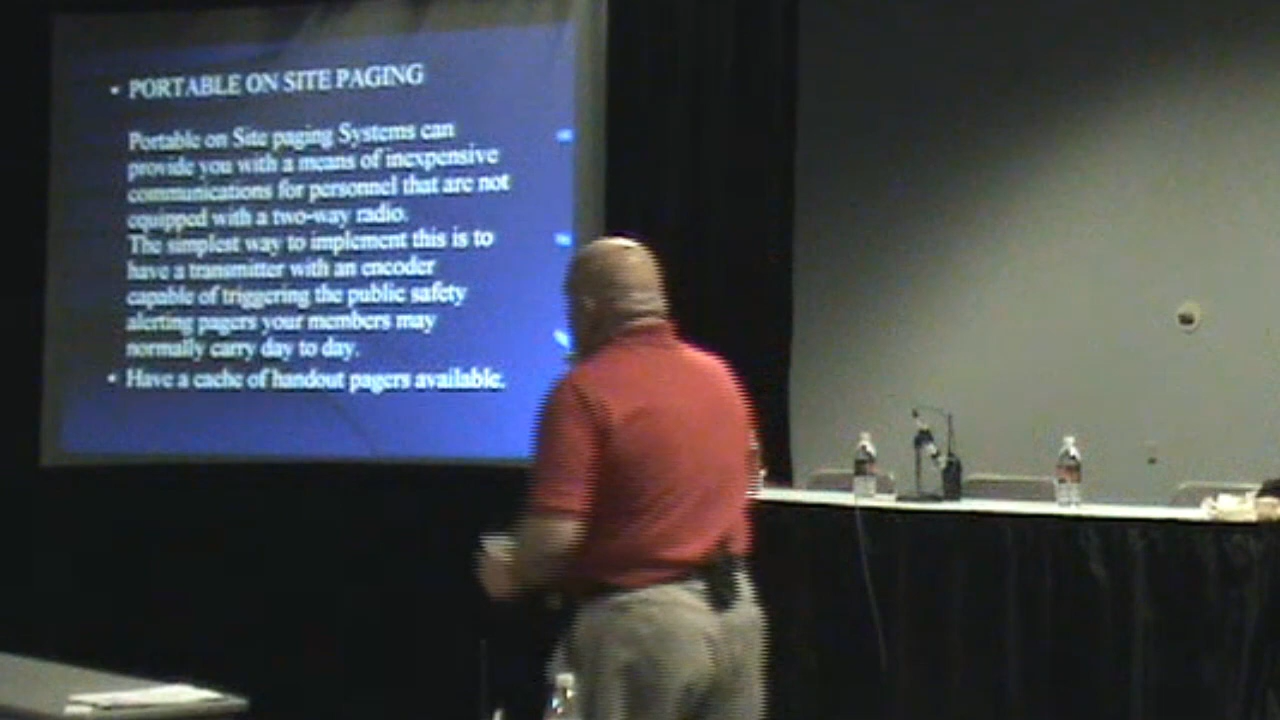 • PORTABLE ON SITE PAGING
Portable on Site paging Systems can
provide you with a means of inexpensive
communications for personnel that are not
equipped with a two-way radio.
The simplest way to implement this is to
have a transmitter with an encoder
capable of triggering the public safety
alerting pagers your members may
normally carry day to day.
• Have a cache of handout pagers available.